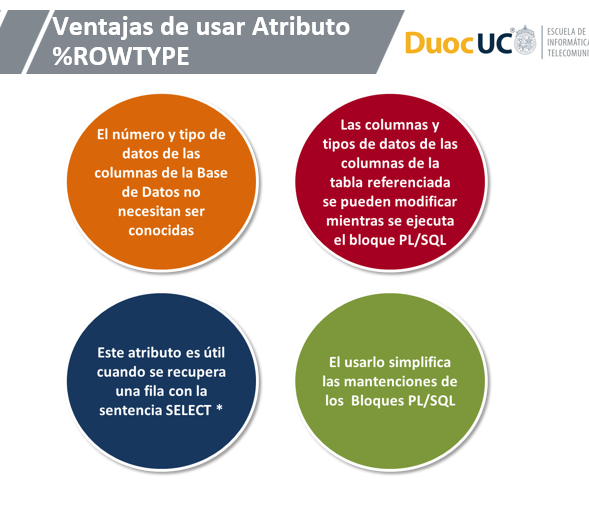 Ventajas de usar Atributo
%ROWTYPE
DuocUC®
ESCUELA DE
INFORMÁTICA
TELECOMUNI
El número y tipo de
datos de las
columnas de la Base
de Datos no
necesitan ser
conocidas
Las columnas y
tipos de datos de las
columnas de la
tabla referenciada
se pueden modificar
mientras se ejecuta
el bloque PL/SQL
Este atributo es útil
cuando se recupera
una fila con la
sentencia SELECT *
El usarlo simplifica
las mantenciones de
los Bloques PL/SQL